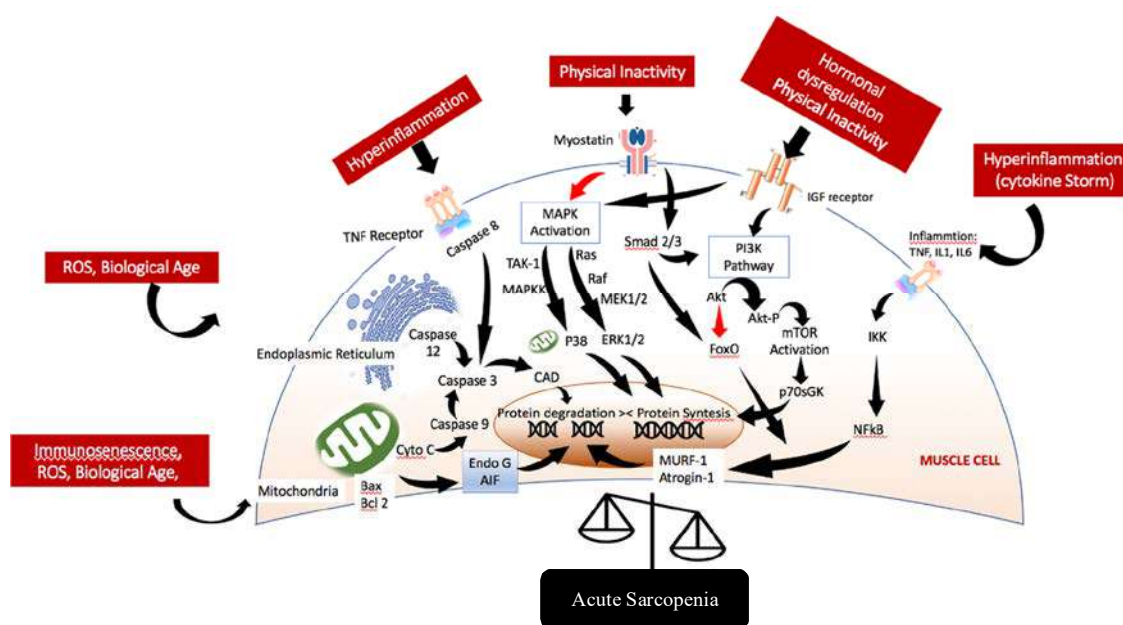 Physical Inactivity
Hormonal
dysregulation
Physical Inactivity
Hyperinflammation
Hyperinflammation
(cytokine Storm)
Myostatin
IGF receptor
TNF Receptor
Caspase 8
MAPK
Activation
Smad 2/3
PI3K
Pathway
Inflammtion:
TNF, IL1, IL6
ROS, Biological Age
TAK-1
MAPKK
Ras
Raf
MEK1/2
Akt
Akt-P
mTOR
Activation
IKK
Endoplasmic Reticulum
Caspase
12
P38
ERK1/2
FoxO
p70sGK
Caspase 3
CAD
Protein degradation >< Protein Syntesis
Caspase 9
NFkB
Immunosenescence,
ROS, Biological Age,
Cyto C
Endo G
AIF
MURF-1
Atrogin-1
MUSCLE CELL
Mitochondria
Bax
Bcl 2
Acute Sarcopenia